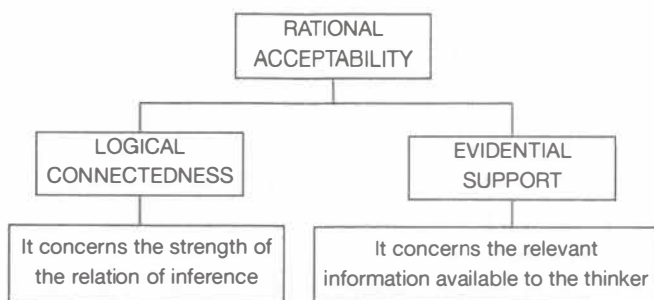 RATIONAL
ACCEPTABILITY
LOGICAL
CONNECTEDNESS
EVIDENTIAL
SUPPORT
It concerns the strength of
the relation of inference
It concerns the relevant
information available to the thinker